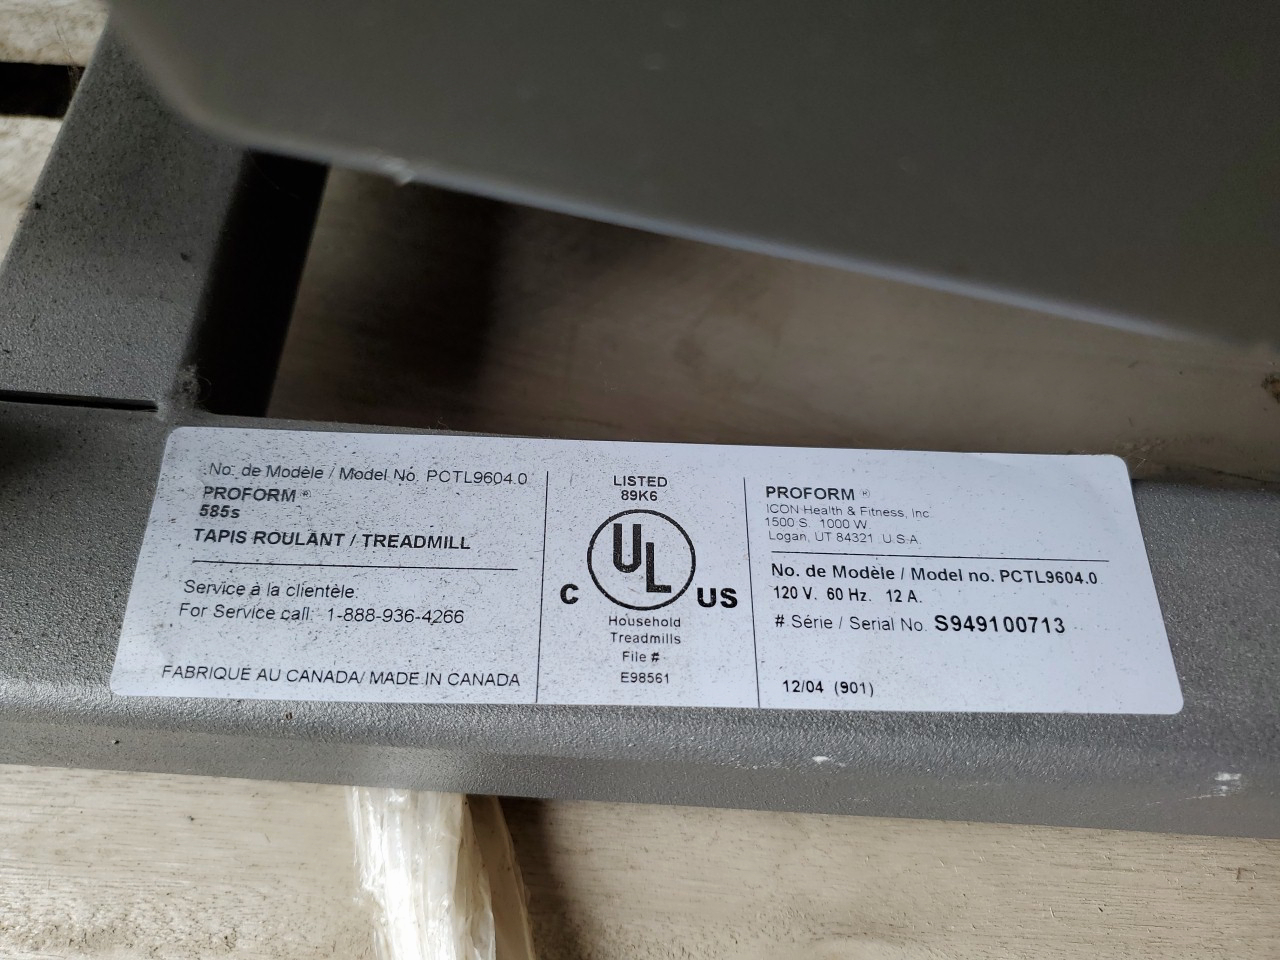 No. de Modèle / Model No. PCTL9604.0
PROFORM ®
585s
TAPIS ROULANT / TREADMILL
Service à la clientèle:
For Service call: 1-888-936-4266
FABRIQUE AU CANADA/ MADE IN CANADA
LISTED
89K6
UL
C US
Household
Treadmills
File #
E98561
PROFORM ®
ICON Health & Fitness, Inc
1500 S. 1000 W.
Logan, UT 84321 U.S.A.
No. de Modèle / Model no. PCTL9604.0
120 V. 60 Hz. 12 A.
# Série / Serial No. S949100713
12/04 (901)